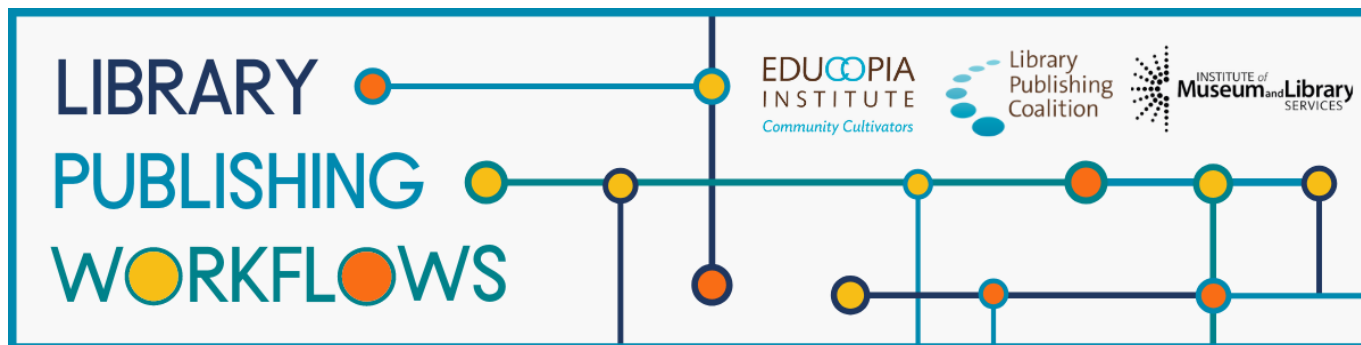 LIBRARY
PUBLISHING
WORKFLOWS
EDUCOPIA
INSTITUTE
Community Cultivators
Library
Publishing
Coalition
INSTITUTE of
Museum and Library
SERVICES